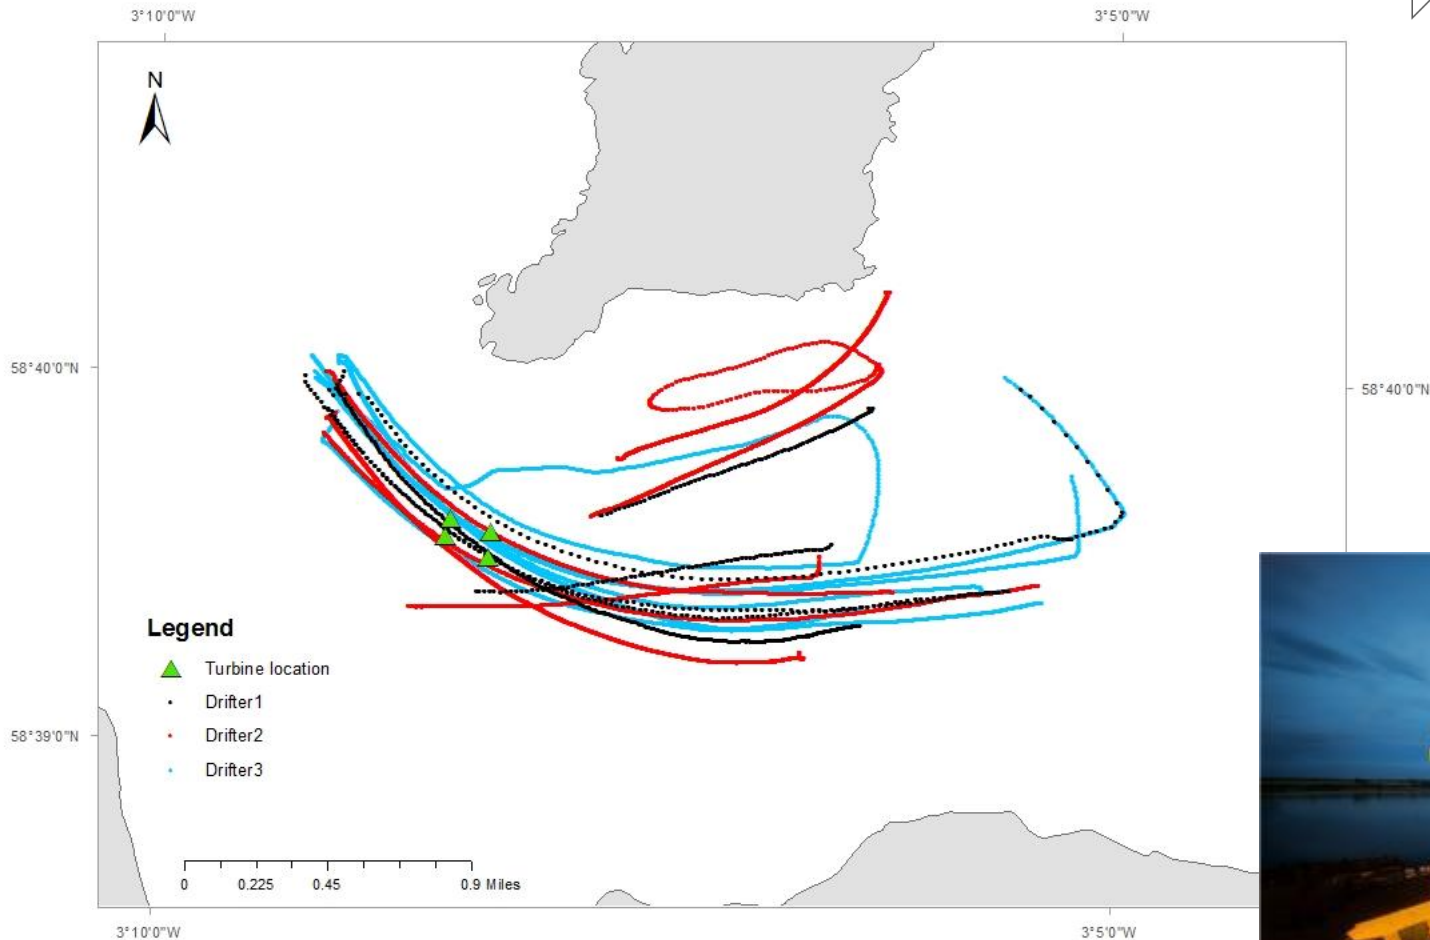 3°10'0"W 3°5'0"W
N
58°40'0"N 58°40'0"N
Legend
Turbine location
Drifter1
58°39'0"N
Drifter2
Drifter3
0 0.225 0.45 0.9 Miles
3°10'0"W 3°5'0"W